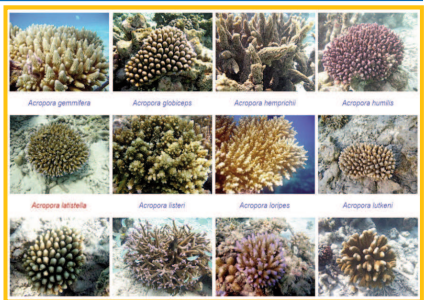 Acropora gemmifera
Acropora globiceps
Acropora hemprichii
Acropora humilis
Acropora latistella
Acropora listeri
Acropora loripes
Acropora lutkeni